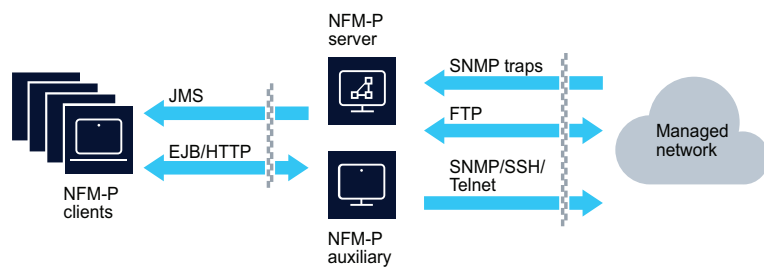 NFM-P
server
SNMP traps
JMS
FTP
Managed
network
EJB/HTTP
SNMP/SSH/
Telnet
NFM-P
clients
NFM-P
auxiliary